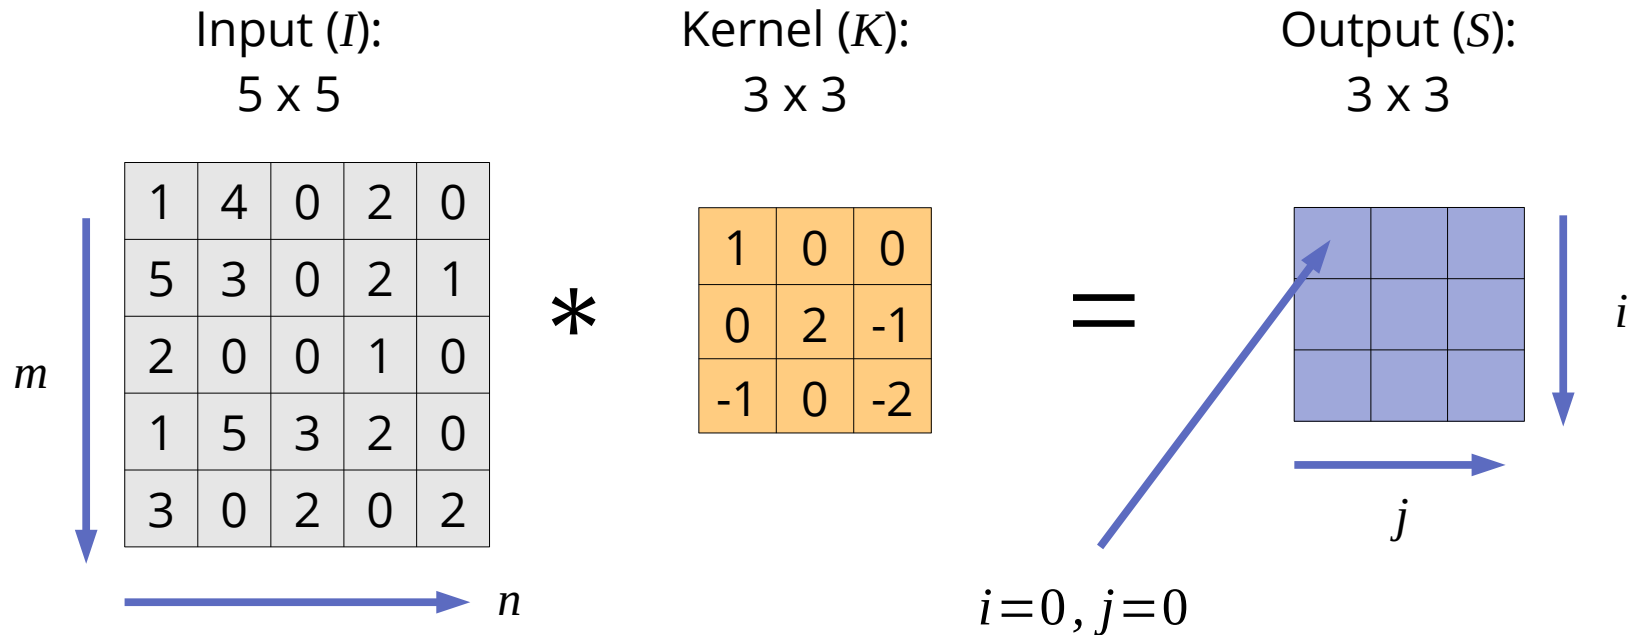 Input (I):
5 x 5
Kernel (K):
3 x 3
Output (S):
3 x 3
1 4 0 2 0
5 3 0 2 1
2 0 0 1 0
1 5 3 2 0
3 0 2 0 2
m
n
*
1 0 0
0 2 -1
-1 0 -2
=
i
j
i=0, j=0